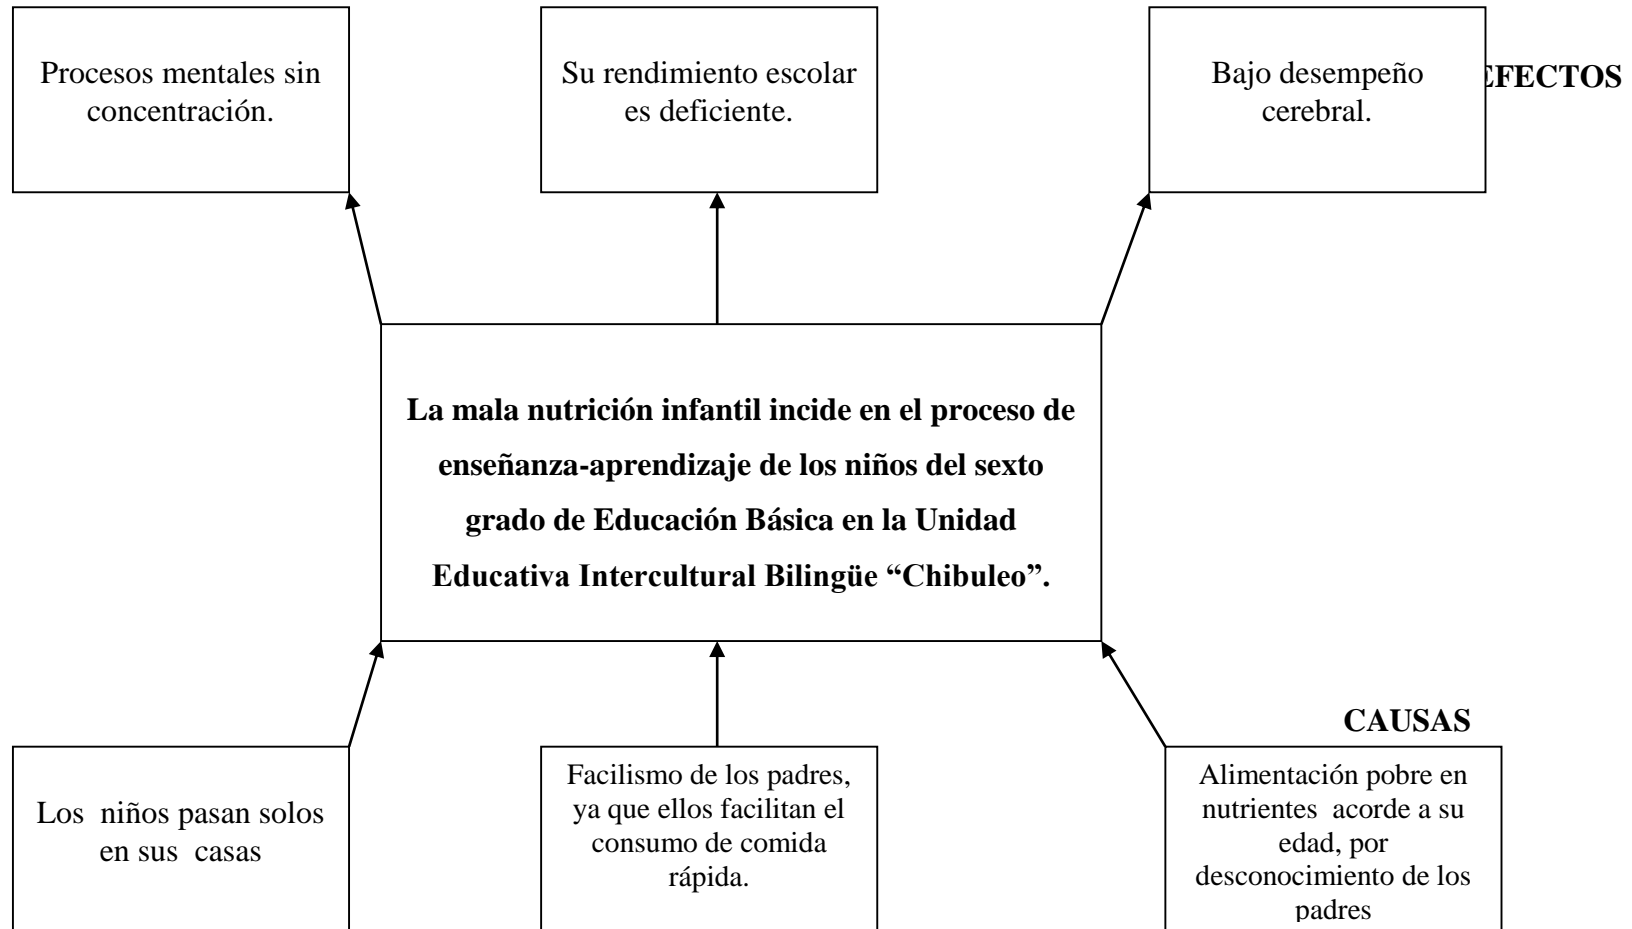 Procesos mentales sin
concentración.
Su rendimiento escolar
es deficiente.
Bajo desempeño
cerebral.
EFECTOS
La mala nutrición infantil incide en el proceso de
enseñanza-aprendizaje de los niños del sexto
grado de Educación Básica en la Unidad
Educativa Intercultural Bilingüe “Chibuleo”.
CAUSAS
Los niños pasan solos
en sus casas
Facilismo de los padres,
ya que ellos facilitan el
consumo de comida
rápida.
Alimentación pobre en
nutrientes acorde a su
edad, por
desconocimiento de los
padres